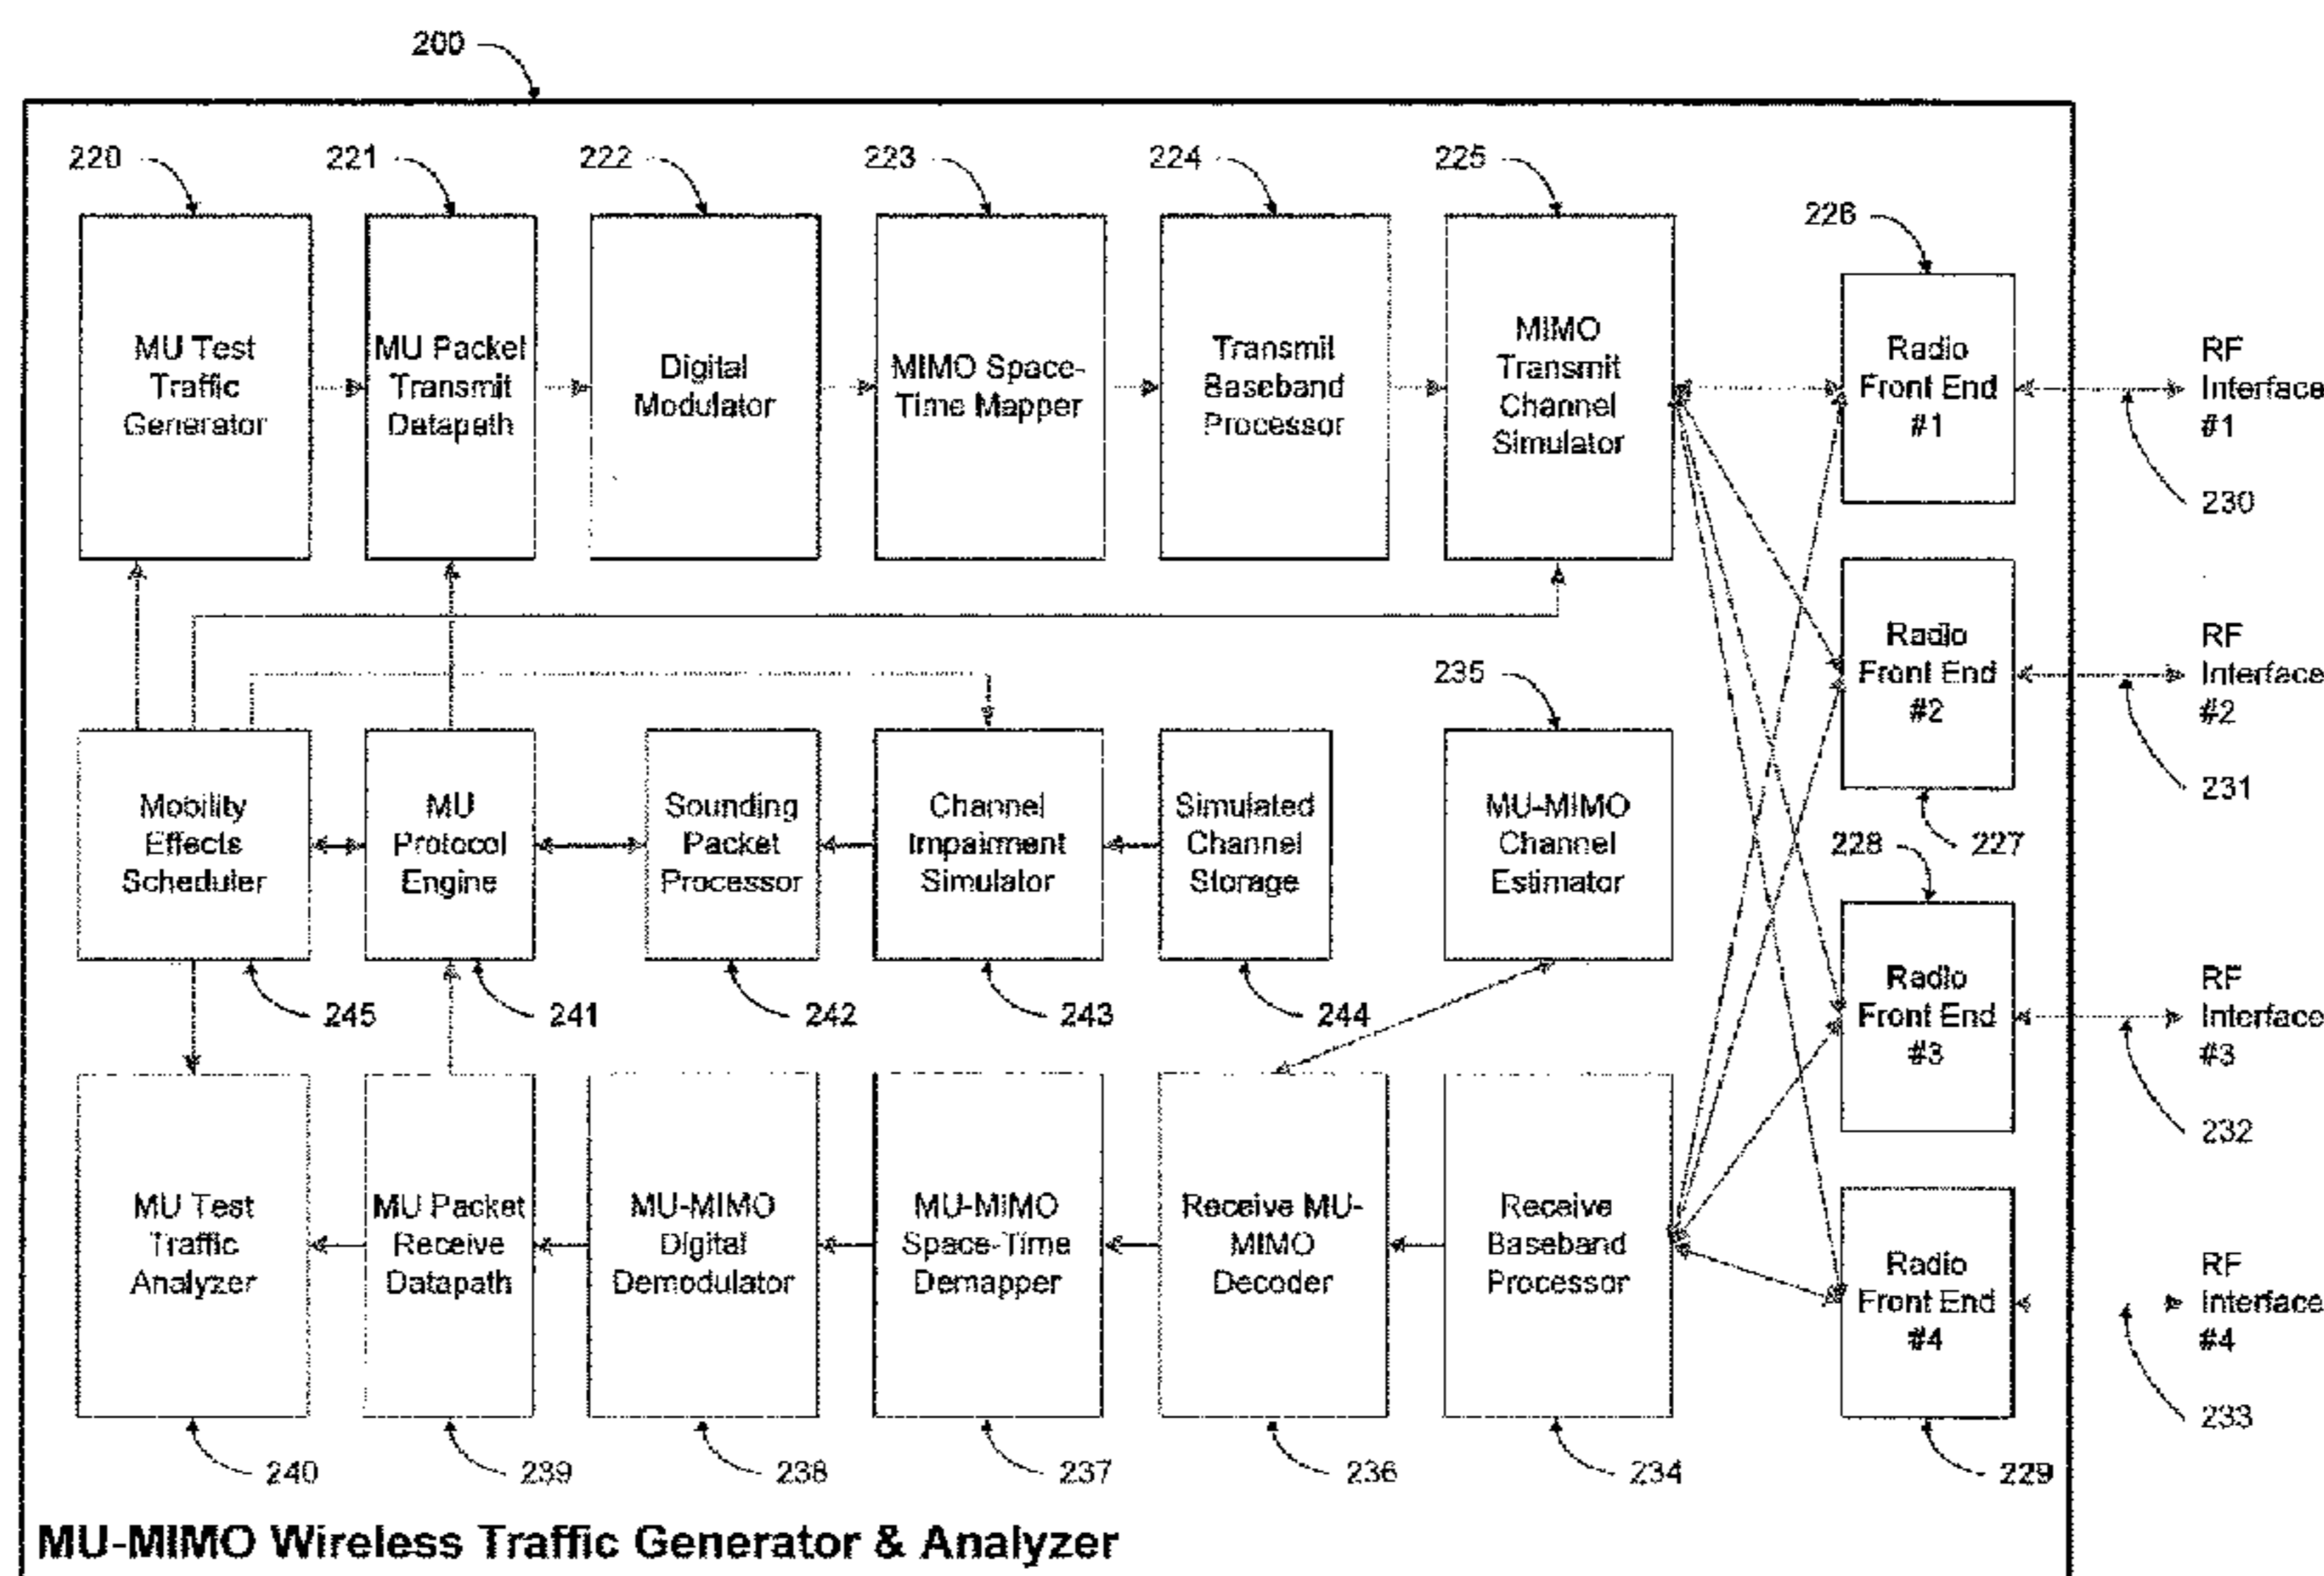 200
220
221
222
223
224
225
226
MU Test
Traffic
Generator
MU Packet
Transmit
Datapath
Digital
Modulator
MIMO Space-
Time Mapper
Transmit
Baseband
Processor
MIMO
Transmit
Channel
Simulator
Radio
Front End
#1
RF
Interface
#1
230
Radio
Front End
#2
RF
Interface
#2
231
227
235
Mobility
Effects
Scheduler
MU
Protocol
Engine
Sounding
Packet
Processor
Channel
Impairment
Simulator
Simulated
Channel
Storage
MU-MIMO
Channel
Estimator
228
245
241
242
243
244
Radio
Front End
#3
RF
Interface
#3
232
MU Test
Traffic
Analyzer
MU Packet
Receive
Datapath
MU-MIMO
Digital
Demodulator
MU-MIMO
Space-Time
Demapper
Receive MU-
MIMO
Decoder
Receive
Baseband
Processor
Radio
Front End
#4
RF
Interface
#4
233
240
239
238
237
236
234
229
MU-MIMO Wireless Traffic Generator & Analyzer